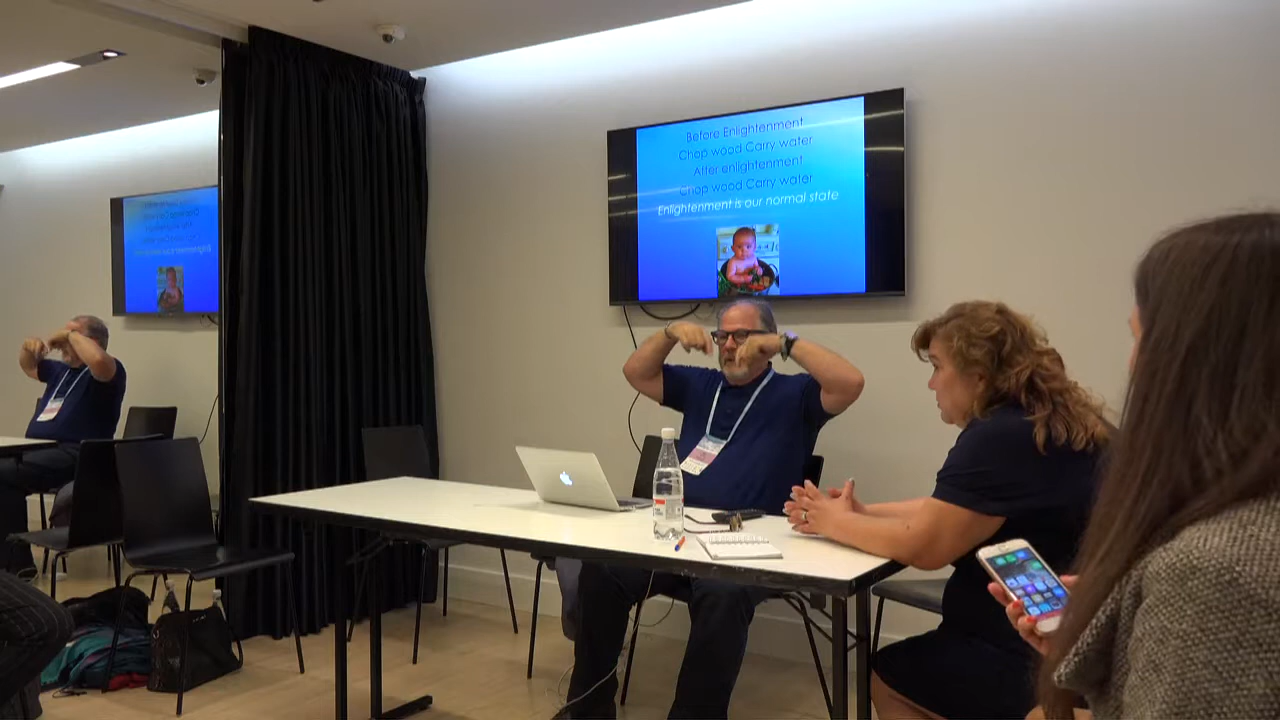 Before Enlightenment
Chop wood Carry water
After enlightenment
Chop wood Carry water
Enlightenment is our normal state